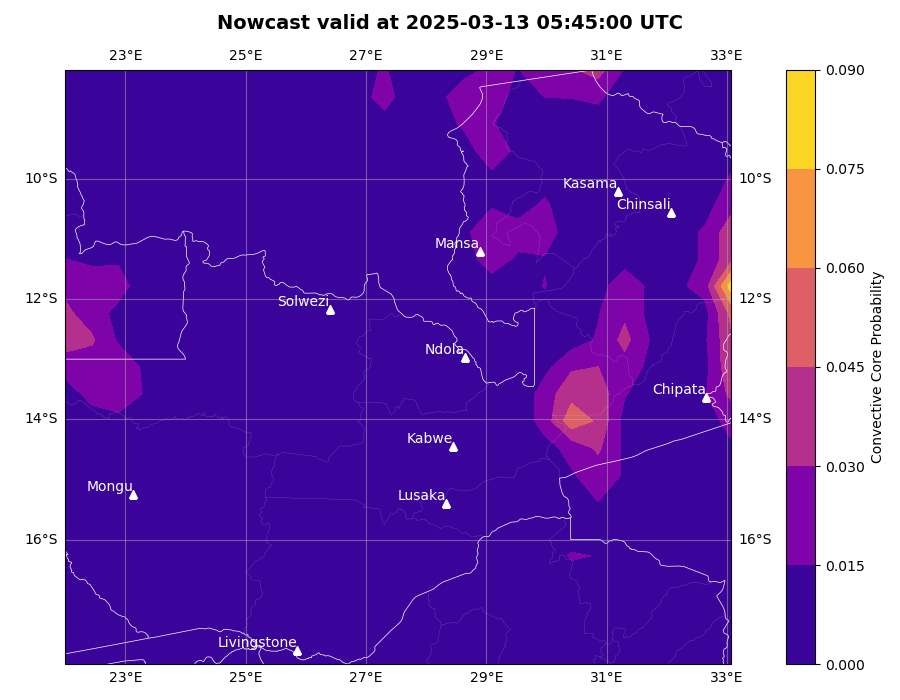 Nowcast valid at 2025-03-13 05:45:00 UTC
23°E 25°E 27°E 29°E 31°E 33°E
0.090
0.075
10°S Kasama 10°S
Chinsali
Mansa
0.060
12°S Solwezi 12°S
Ndola
0.045
Chipata
14°S 14°S
Kabwe
0.030
Mongu
Lusaka
16°S 16°S
0.015
Livingstone
0.000
23°E 25°E 27°E 29°E 31°E 33°E
Convective Core Probability